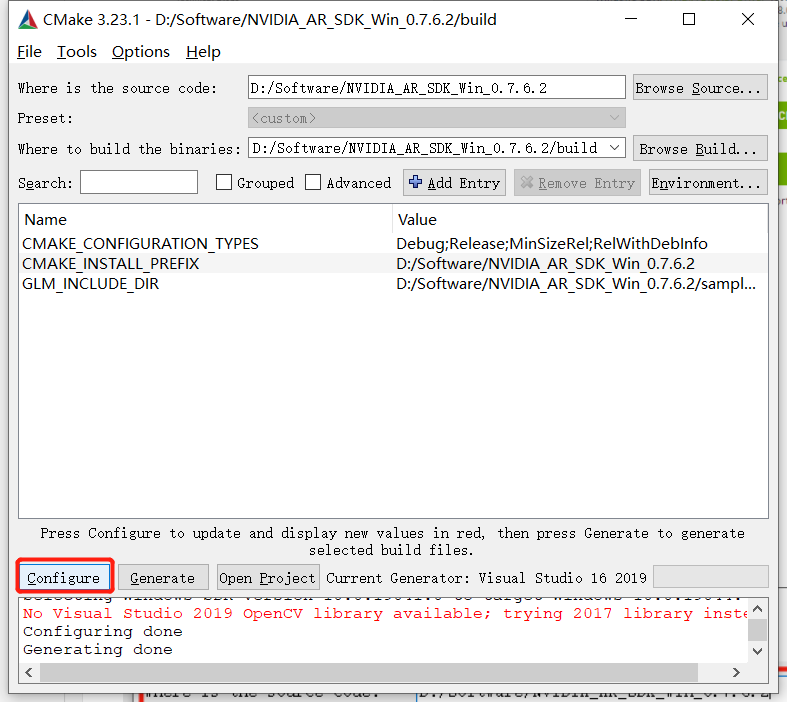 CMake 3.23.1 - D:/Software/NVIDIA_AR_SDK_Win_0.7.6.2/build
File Tools Options Help
Where is the source code: D:/Software/NVIDIA_AR_SDK_Win_0.7.6.2 Browse Source...
Preset: <custom>
Where to build the binaries: D:/Software/NVIDIA_AR_SDK_Win_0.7.6.2/build Browse Build...
Search: Grouped Advanced Add Entry Remove Entry Environment...
Name Value
CMAKE_CONFIGURATION_TYPES Debug;Release;MinSizeRel;RelWithDebInfo
CMAKE_INSTALL_PREFIX D:/Software/NVIDIA_AR_SDK_Win_0.7.6.2
GLM_INCLUDE_DIR D:/Software/NVIDIA_AR_SDK_Win_0.7.6.2/sampl...
Press Configure to update and display new values in red, then press Generate to generate
selected build files.
Configure Generate Open Project Current Generator: Visual Studio 16 2019
No Visual Studio 2019 OpenCV library available; trying 2017 library inste
Configuring done
Generating done